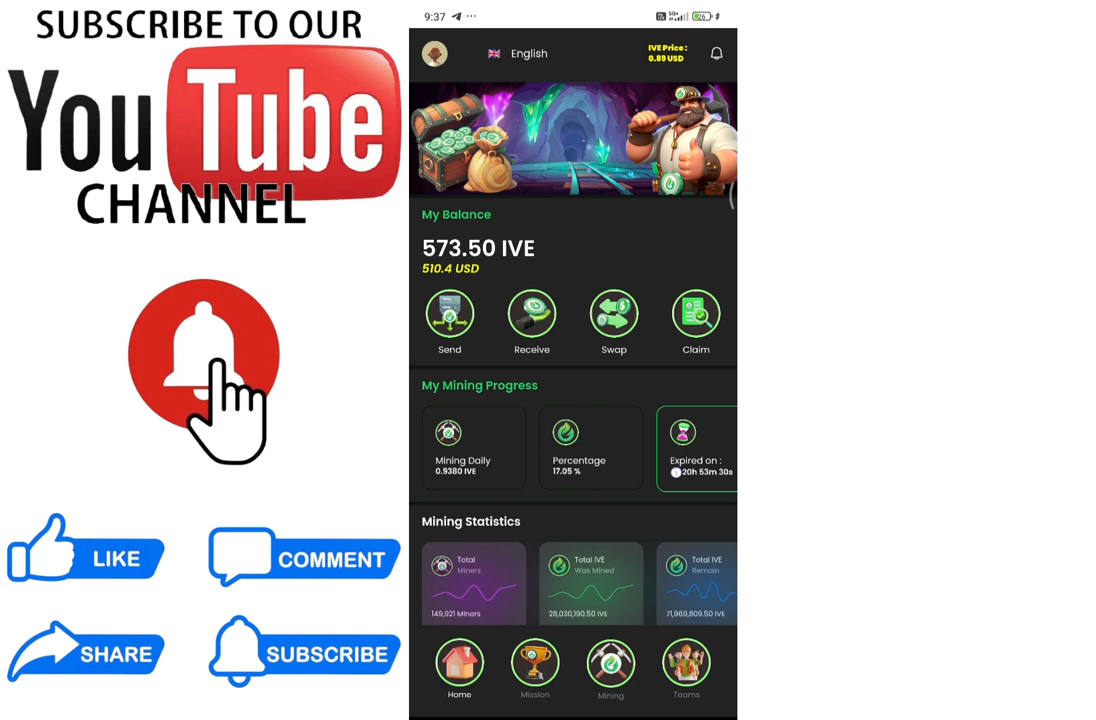 SUBSCRIBE TO OUR
YouTube
CHANNEL
LIKE
COMMENT
SHARE
SUBSCRIBE
9:37
26
English
IVE Price :
0.89 USD
My Balance
573.50 IVE
510.4 USD
Send
Receive
Swap
Claim
My Mining Progress
Mining Daily
0.9380 IVE
Percentage
17.05 %
Expired on :
20h 53m 30s
Mining Statistics
Total
Miners
149,921 Miners
Total IVE
Was Mined
28,030,190.50 IVE
Total IVE
Remain
71,969,809.50 IVE
Home
Mission
Mining
Teams